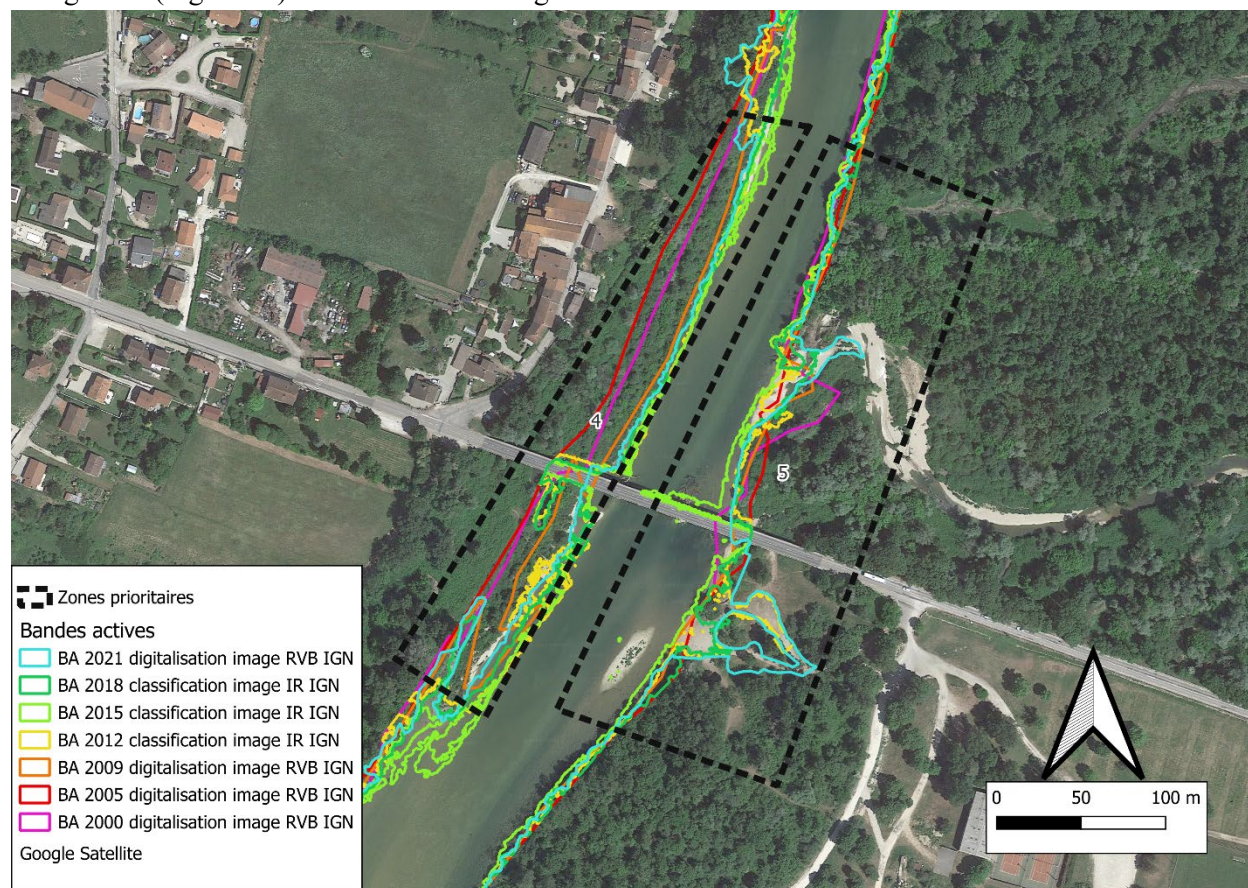 4
5
Zones prioritaires
Bandes actives
BA 2021 digitalisation image RVB IGN
BA 2018 classification image IR IGN
BA 2015 classification image IR IGN
BA 2012 classification image IR IGN
BA 2009 digitalisation image RVB IGN
BA 2005 digitalisation image RVB IGN
BA 2000 digitalisation image RVB IGN
Google Satellite
0 50 100 m